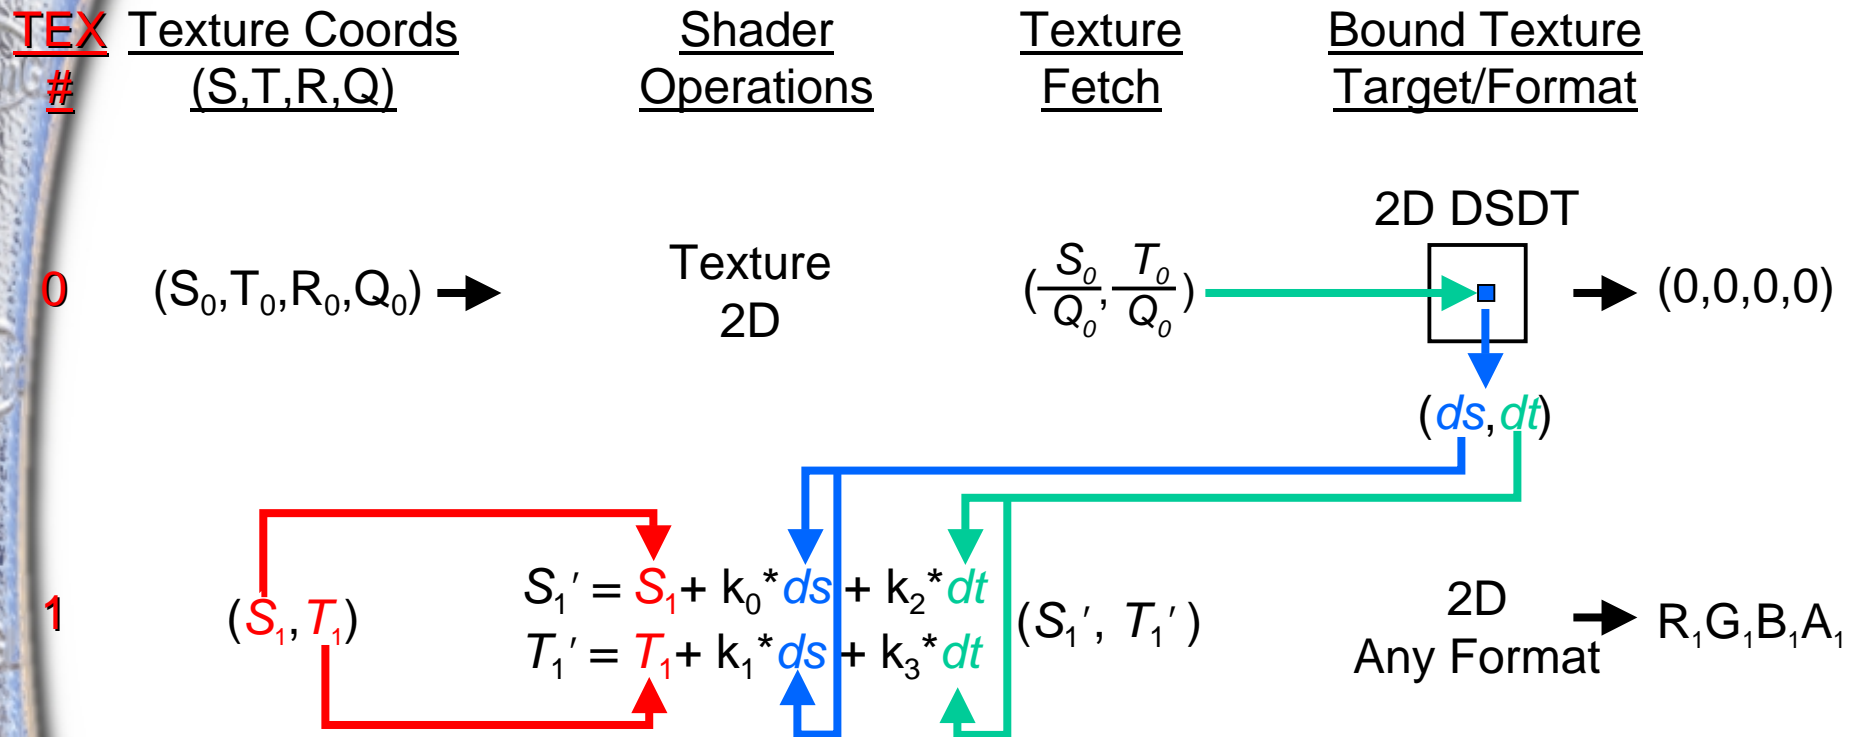 TEX Texture Coords Shader Texture Bound Texture
# (S,T,R,Q) Operations Fetch Target/Format
2D DSDT
0 (S₀,T₀,R₀,Q₀) Texture 2D (S₀/Q₀, T₀/Q₀) (0,0,0,0)
(ds,dt)
1 (S₁,T₁) S₁′ = S₁ + k₀*ds + k₂*dt (S₁′, T₁′) 2D R₁G₁B₁A₁
T₁′ = T₁ + k₁*ds + k₃*dt Any Format